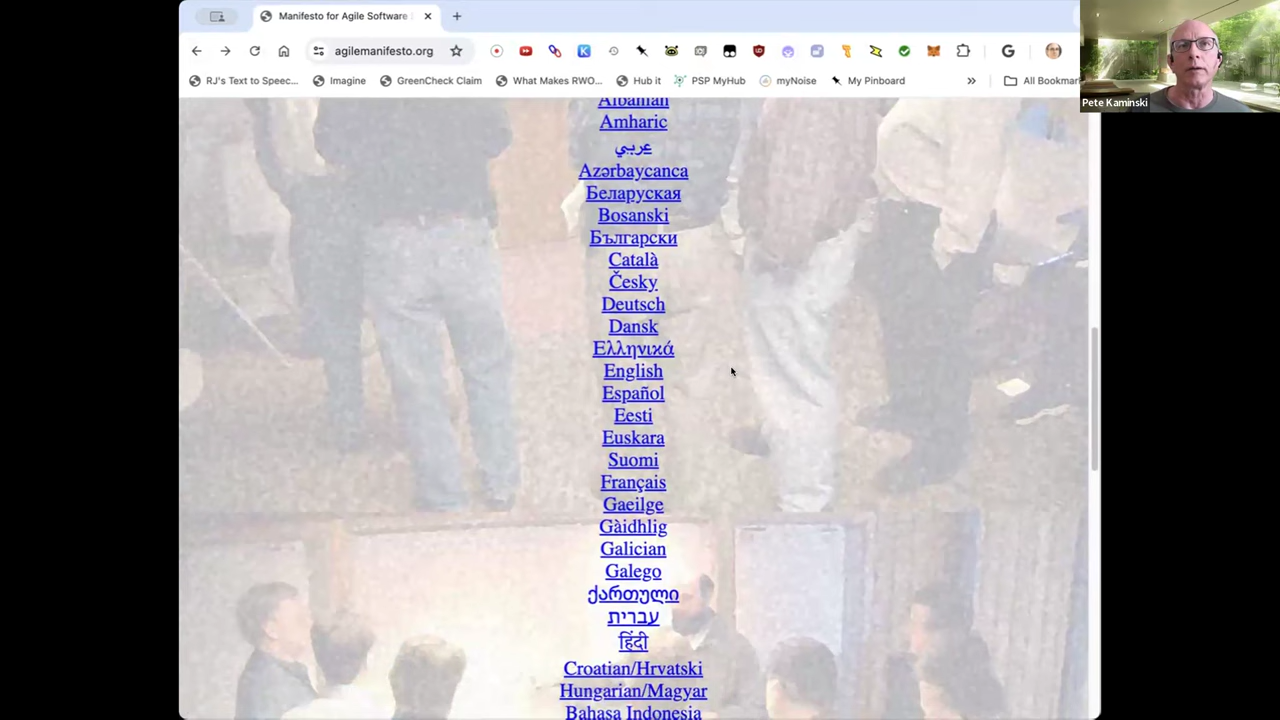 Manifesto for Agile Software
agilemanifesto.org
RJ's Text to Speec...
Imagine
GreenCheck Claim
What Makes RWO...
Hub it
PSP MyHub
myNoise
My Pinboard
»
All Bookmar
Pete Kaminski
Albanian
Amharic
عربي
Azərbaycanca
Беларуская
Bosanski
Български
Català
Česky
Deutsch
Dansk
Ελληνικά
English
Español
Eesti
Euskara
Suomi
Français
Gaeilge
Gàidhlig
Galician
Galego
ქართული
עברית
हिंदी
Croatian/Hrvatski
Hungarian/Magyar
Bahasa Indonesia